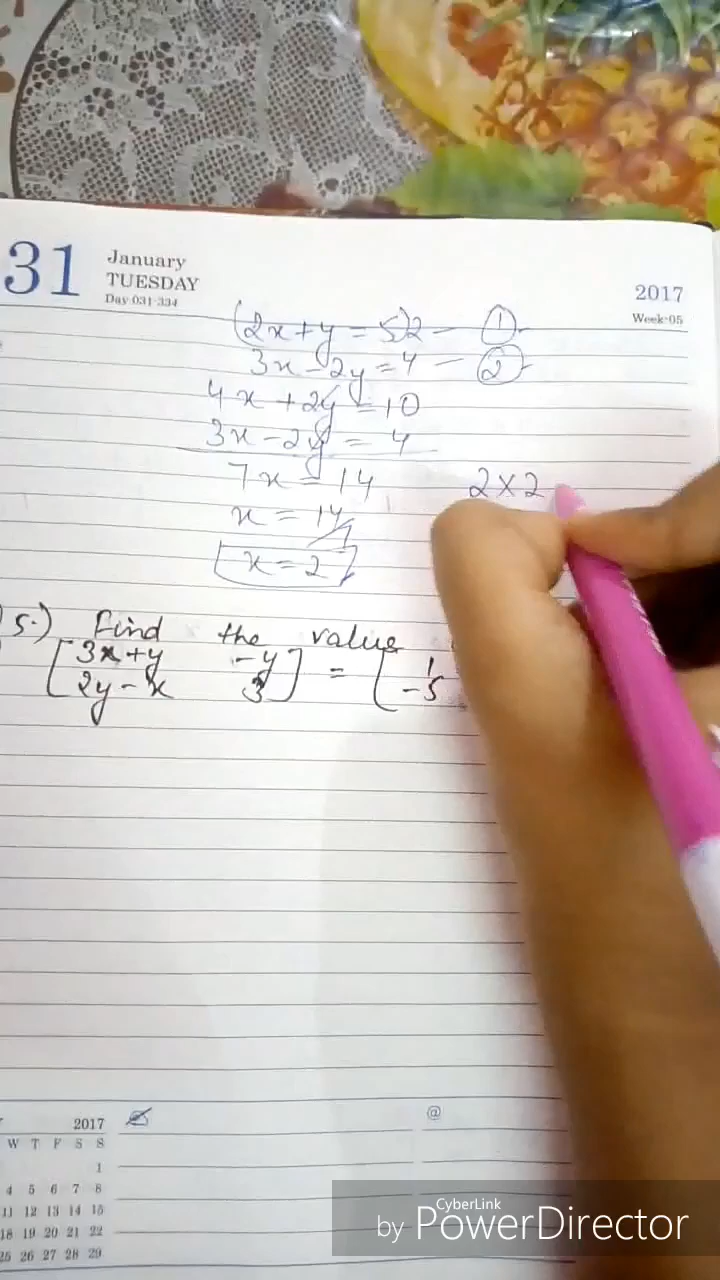 31 January
TUESDAY
Day 031-334
2017
Week-05
(2x+y = 5)2 — ①
3x-2y = 4 — ②
4x+2y = 10
3x-2y = 4
7x = 14
x = 14/7
x = 2
2×2
5.) Find the value
[3x+y -y] = [1
2y-x 3] -5
2017
W T F S S
1
4 5 6 7 8
11 12 13 14 15
18 19 20 21 22
25 26 27 28 29
@
CyberLink
by PowerDirector